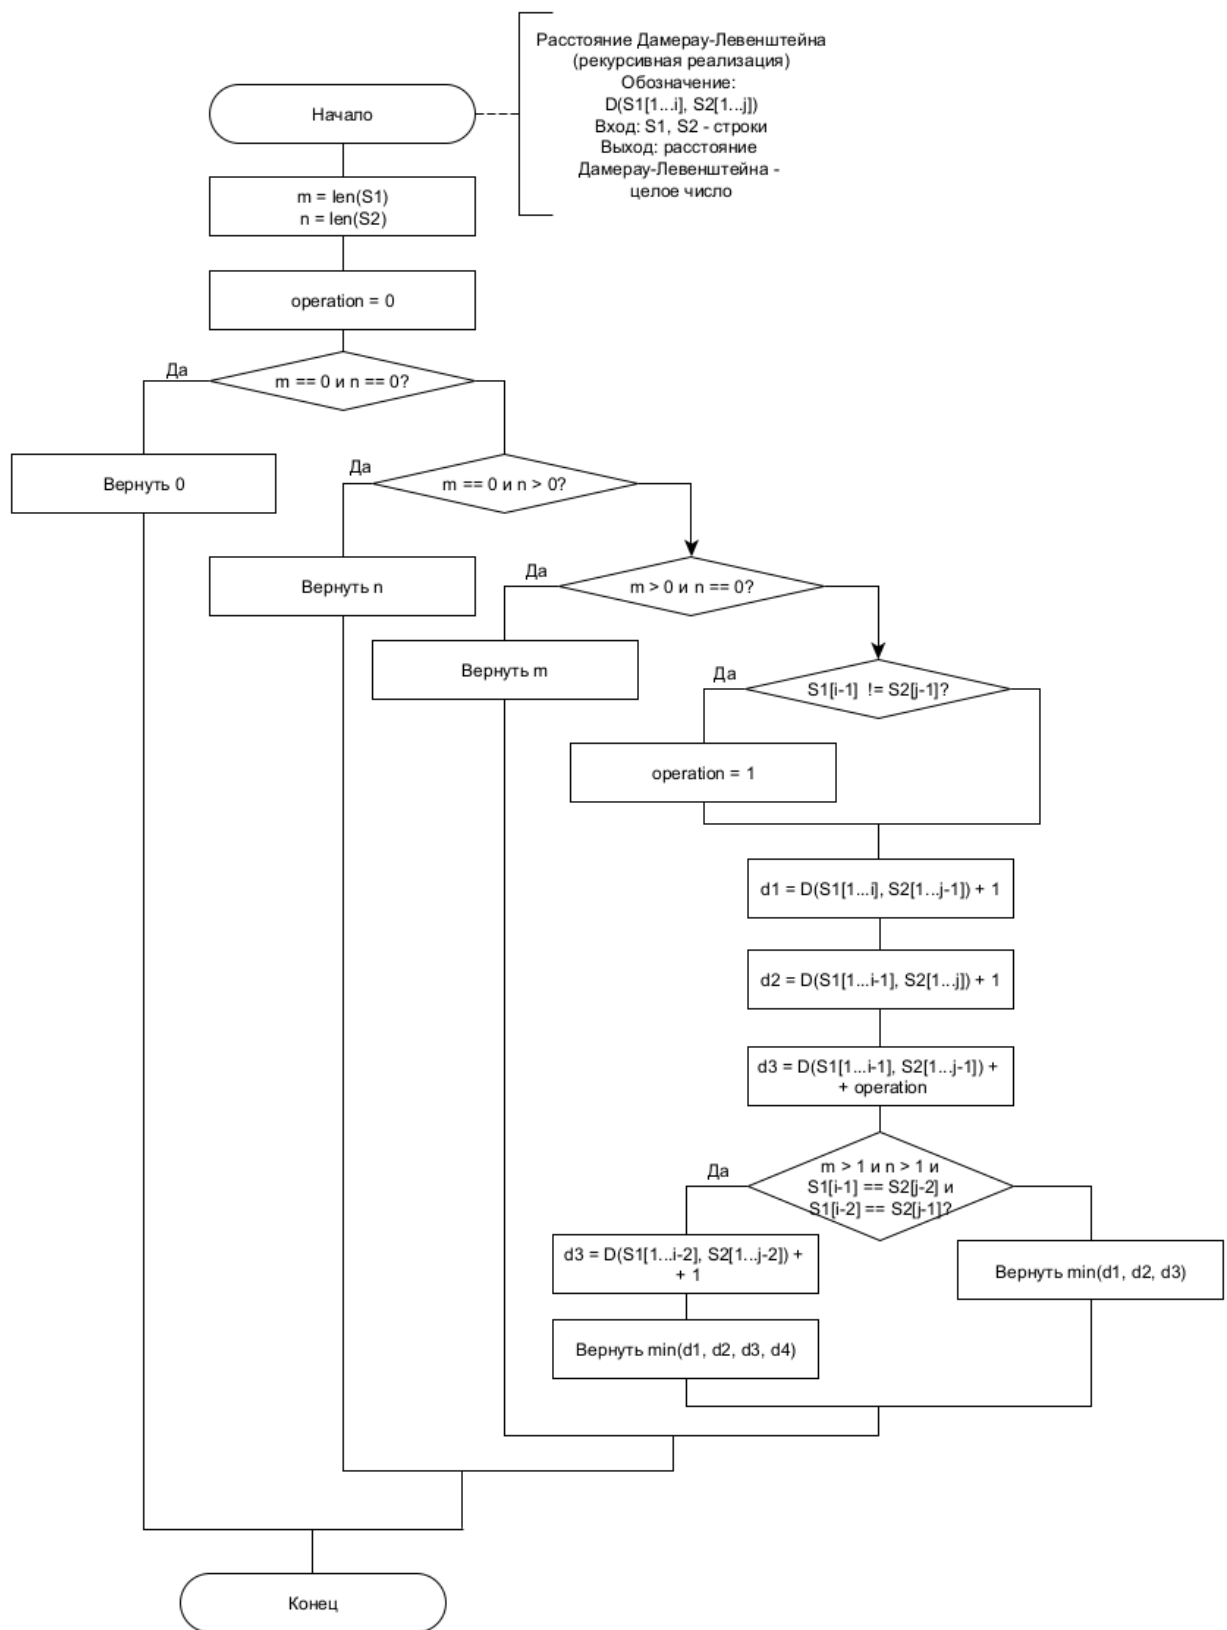 Расстояние Дамерау-Левенштейна
(рекурсивная реализация)
Обозначение:
D(S1[1...i], S2[1...j])
Вход: S1, S2 - строки
Выход: расстояние
Дамерау-Левенштейна -
целое число
Начало
m = len(S1)
n = len(S2)
operation = 0
Да
m == 0 и n == 0?
Вернуть 0
Да
m == 0 и n > 0?
Вернуть n
Да
m > 0 и n == 0?
Вернуть m
Да
S1[i-1] != S2[j-1]?
operation = 1
d1 = D(S1[1...i], S2[1...j-1]) + 1
d2 = D(S1[1...i-1], S2[1...j]) + 1
d3 = D(S1[1...i-1], S2[1...j-1]) +
+ operation
Да
m > 1 и n > 1 и
S1[i-1] == S2[j-2] и
S1[i-2] == S2[j-1]?
d3 = D(S1[1...i-2], S2[1...j-2]) +
+ 1
Вернуть min(d1, d2, d3)
Вернуть min(d1, d2, d3, d4)
Конец